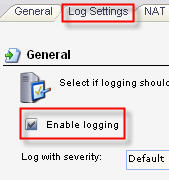 General Log Settings NAT
General
Select if logging shoul
Enable logging
Log with severity: Default